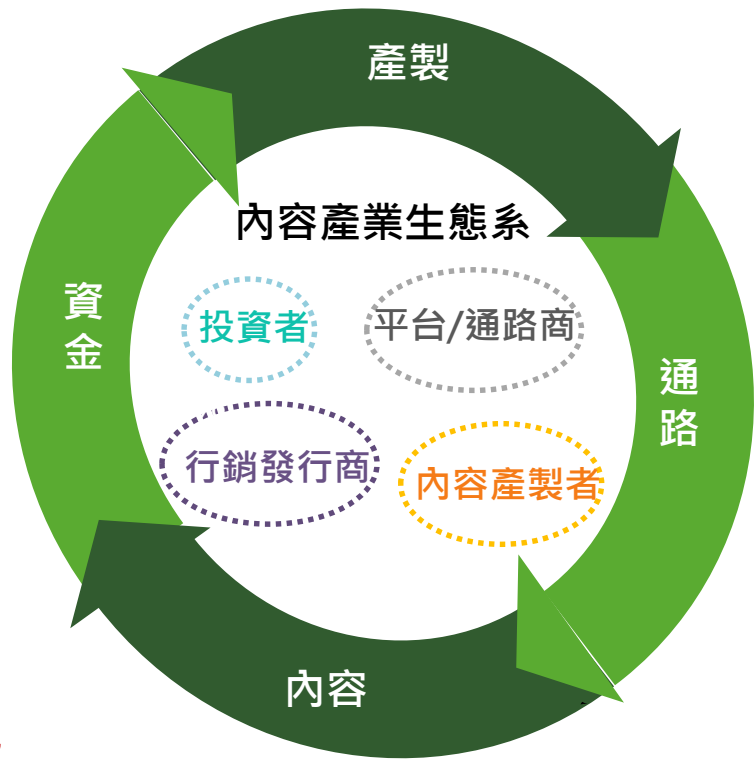 產製
內容產業生態系
資金
投資者
平台/通路商
通路
行銷發行商
內容產製者
內容